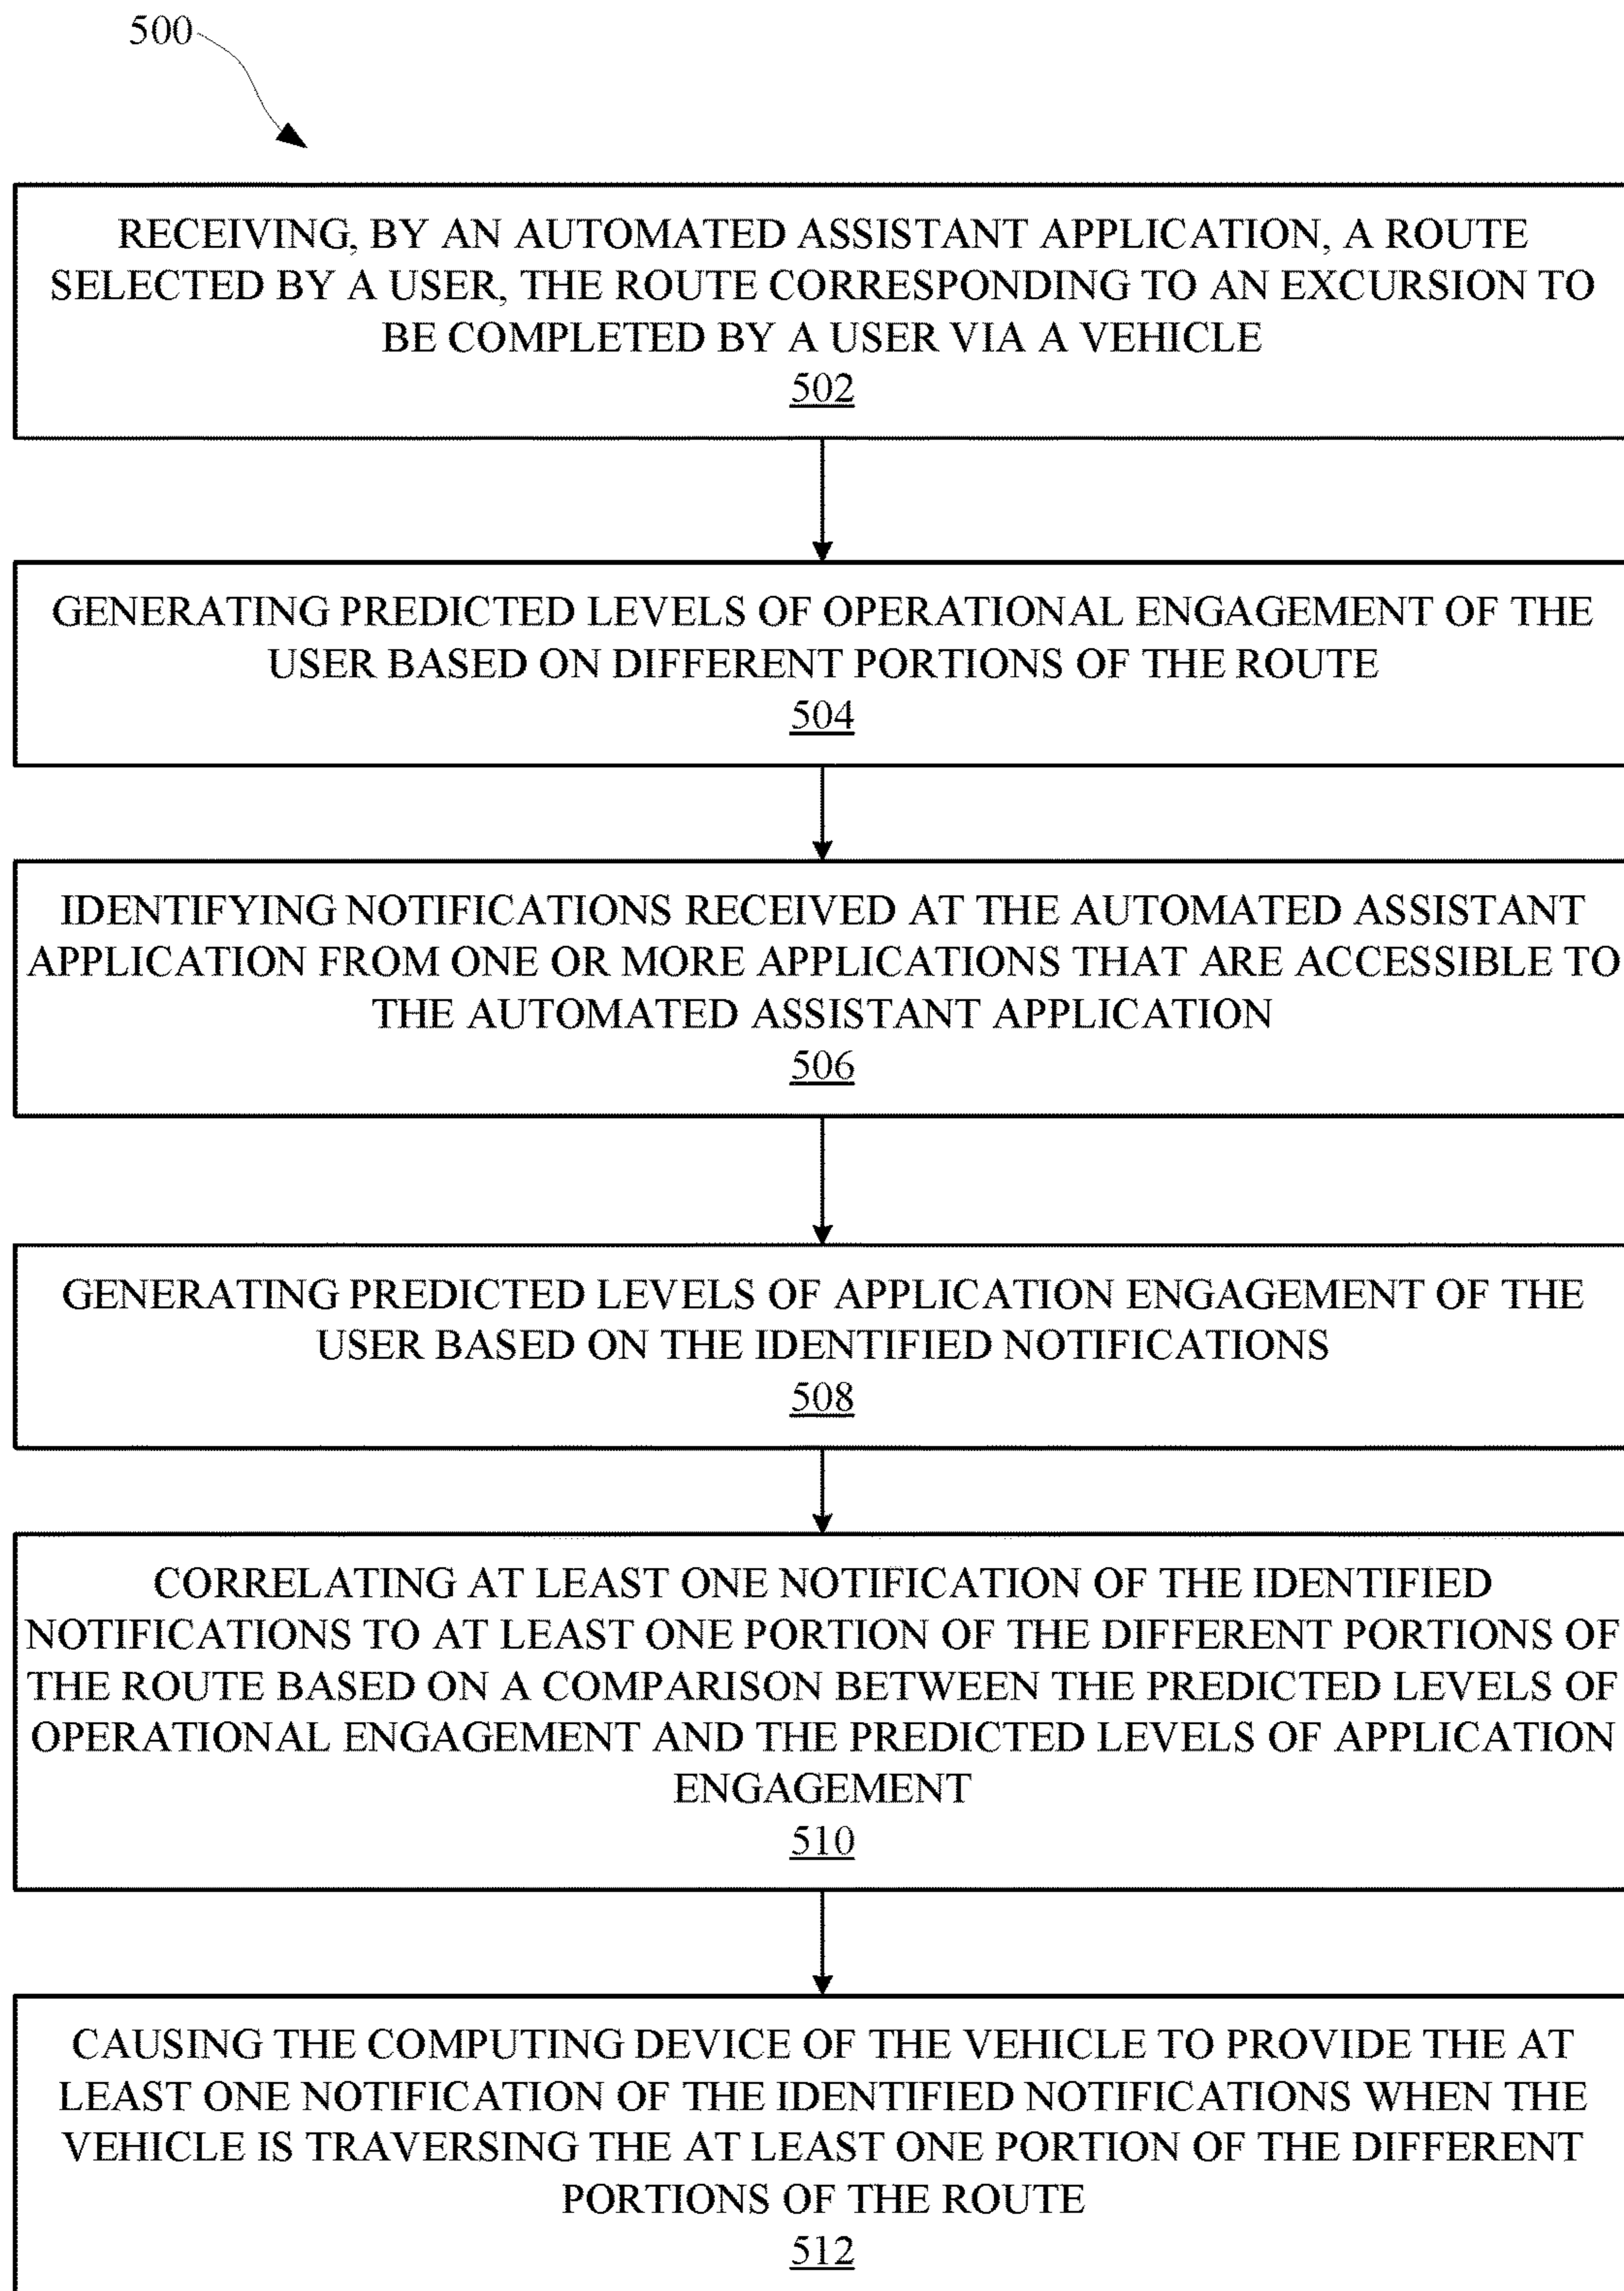 500
RECEIVING, BY AN AUTOMATED ASSISTANT APPLICATION, A ROUTE
SELECTED BY A USER, THE ROUTE CORRESPONDING TO AN EXCURSION TO
BE COMPLETED BY A USER VIA A VEHICLE
502
GENERATING PREDICTED LEVELS OF OPERATIONAL ENGAGEMENT OF THE
USER BASED ON DIFFERENT PORTIONS OF THE ROUTE
504
IDENTIFYING NOTIFICATIONS RECEIVED AT THE AUTOMATED ASSISTANT
APPLICATION FROM ONE OR MORE APPLICATIONS THAT ARE ACCESSIBLE TO
THE AUTOMATED ASSISTANT APPLICATION
506
GENERATING PREDICTED LEVELS OF APPLICATION ENGAGEMENT OF THE
USER BASED ON THE IDENTIFIED NOTIFICATIONS
508
CORRELATING AT LEAST ONE NOTIFICATION OF THE IDENTIFIED
NOTIFICATIONS TO AT LEAST ONE PORTION OF THE DIFFERENT PORTIONS OF
THE ROUTE BASED ON A COMPARISON BETWEEN THE PREDICTED LEVELS OF
OPERATIONAL ENGAGEMENT AND THE PREDICTED LEVELS OF APPLICATION
ENGAGEMENT
510
CAUSING THE COMPUTING DEVICE OF THE VEHICLE TO PROVIDE THE AT
LEAST ONE NOTIFICATION OF THE IDENTIFIED NOTIFICATIONS WHEN THE
VEHICLE IS TRAVERSING THE AT LEAST ONE PORTION OF THE DIFFERENT
PORTIONS OF THE ROUTE
512